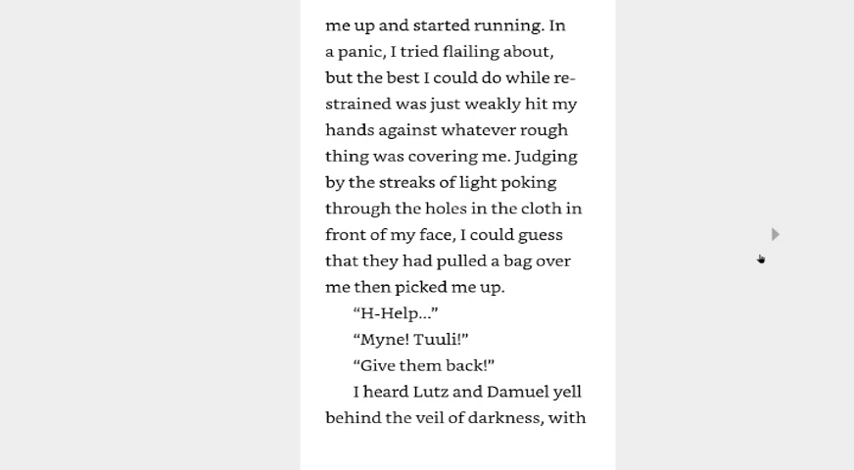 me up and started running. In
a panic, I tried flailing about,
but the best I could do while re-
strained was just weakly hit my
hands against whatever rough
thing was covering me. Judging
by the streaks of light poking
through the holes in the cloth in
front of my face, I could guess
that they had pulled a bag over
me then picked me up.
“H-Help...”
“Myne! Tuuli!”
“Give them back!”
I heard Lutz and Damuel yell
behind the veil of darkness, with